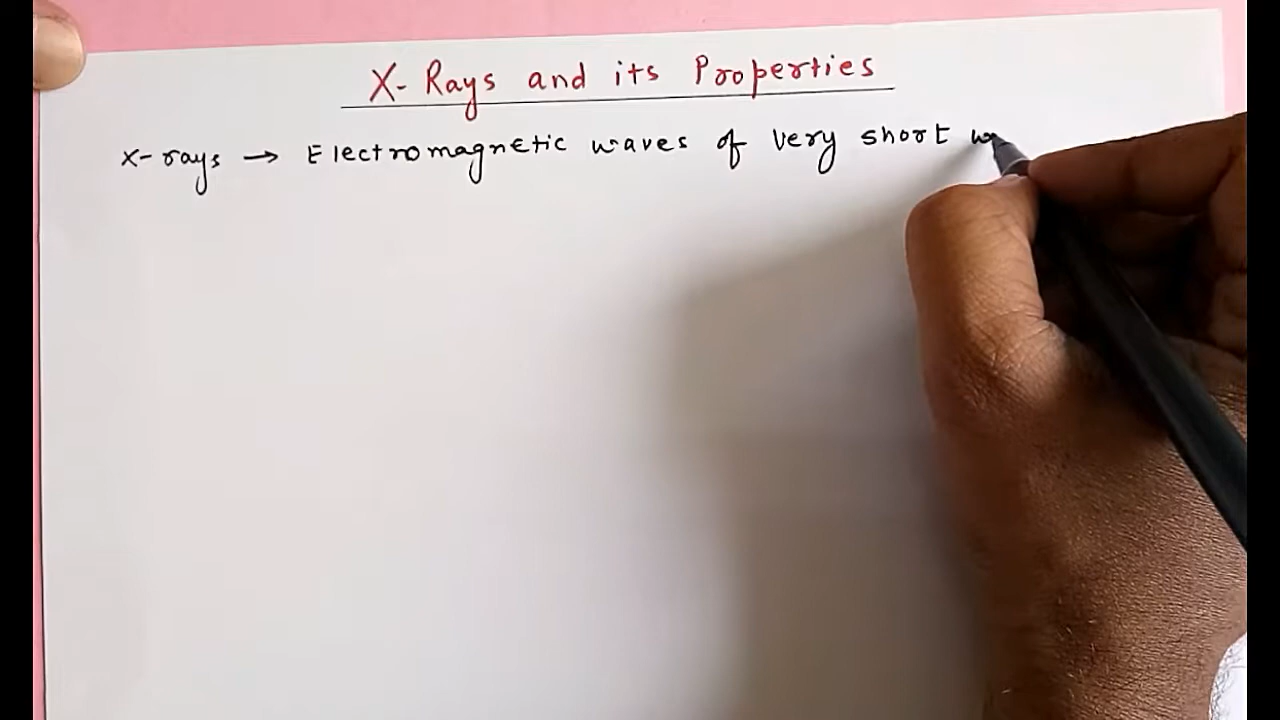 X-Rays and its Properties
X-rays → Electromagnetic waves of very short